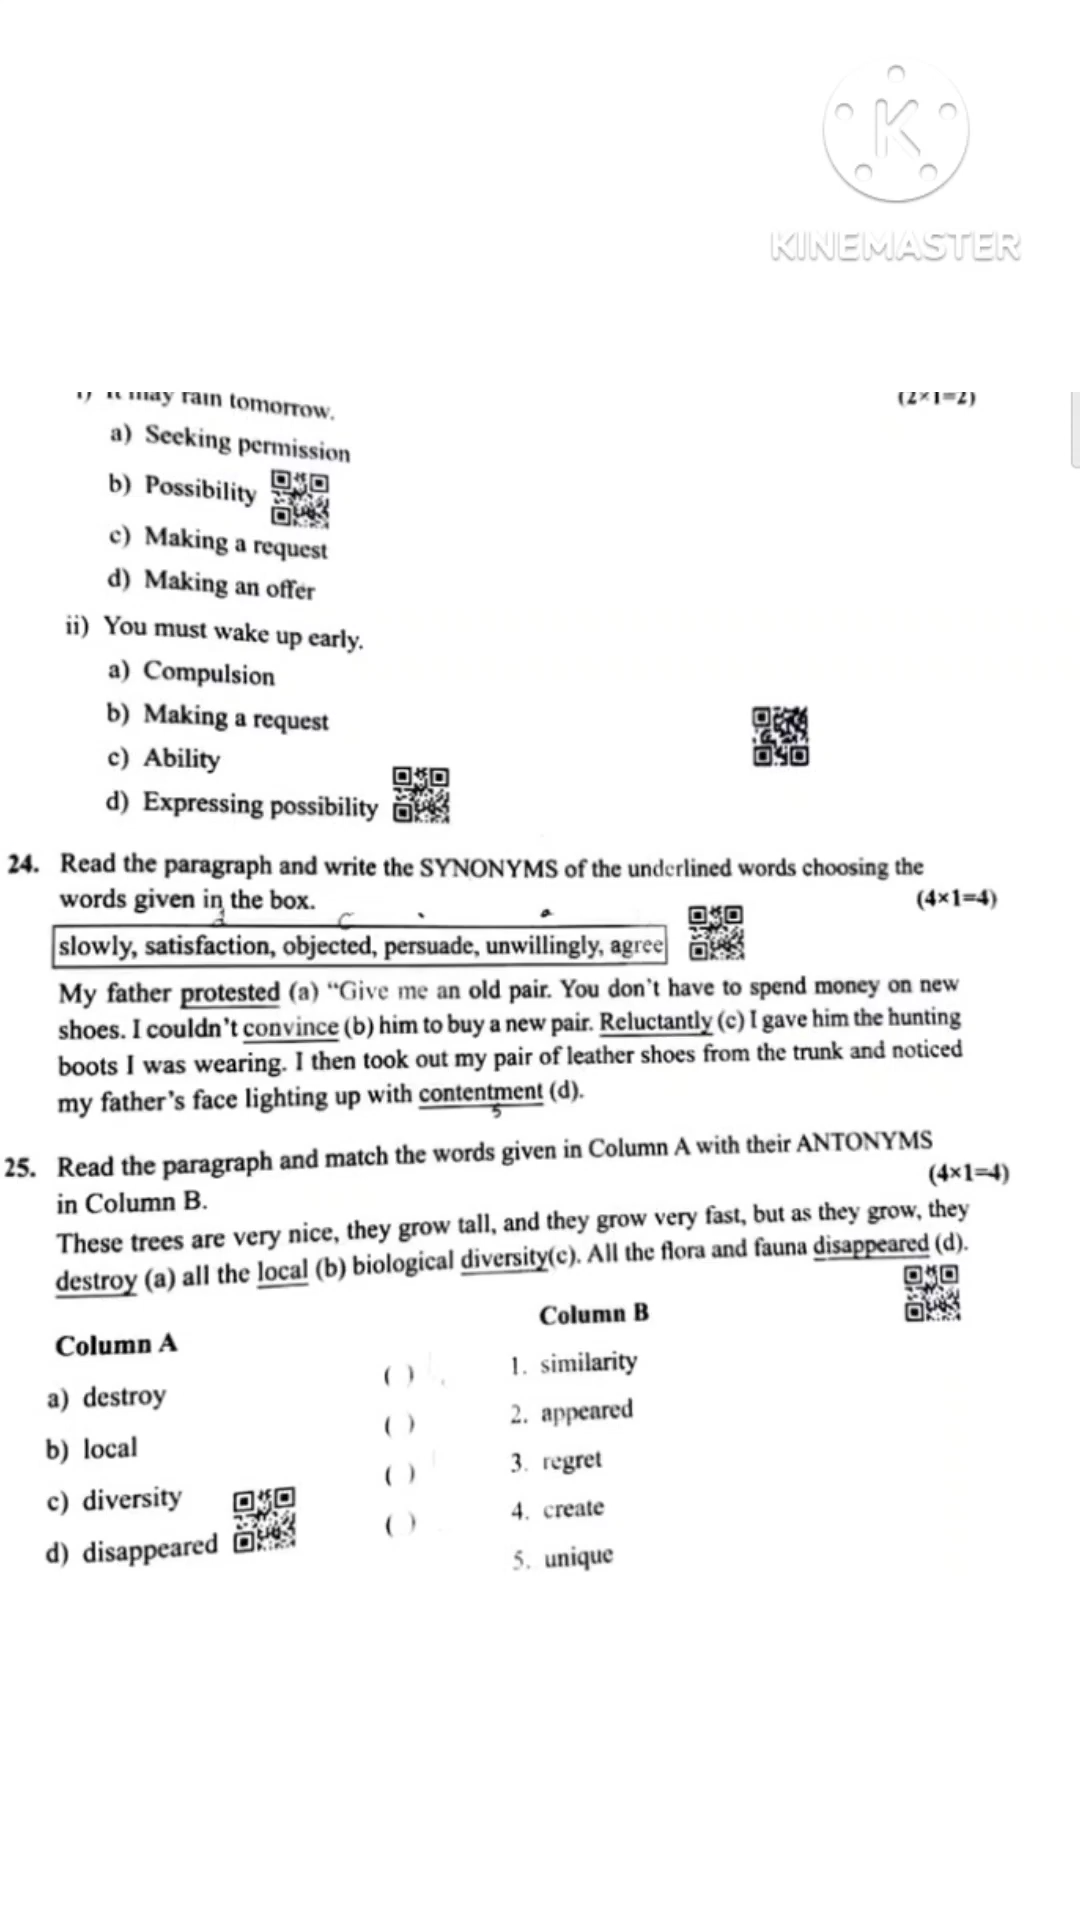 K
KINEMASTER
i) It may rain tomorrow.
(2×1=2)
a) Seeking permission
b) Possibility
c) Making a request
d) Making an offer
ii) You must wake up early.
a) Compulsion
b) Making a request
c) Ability
d) Expressing possibility
24. Read the paragraph and write the SYNONYMS of the underlined words choosing the
words given in the box. (4×1=4)
slowly, satisfaction, objected, persuade, unwillingly, agree
My father protested (a) “Give me an old pair. You don’t have to spend money on new
shoes. I couldn’t convince (b) him to buy a new pair. Reluctantly (c) I gave him the hunting
boots I was wearing. I then took out my pair of leather shoes from the trunk and noticed
my father’s face lighting up with contentment (d).
25. Read the paragraph and match the words given in Column A with their ANTONYMS
in Column B. (4×1=4)
These trees are very nice, they grow tall, and they grow very fast, but as they grow, they
destroy (a) all the local (b) biological diversity(c). All the flora and fauna disappeared (d).
Column A Column B
a) destroy ( ) 1. similarity
b) local ( ) 2. appeared
c) diversity ( ) 3. regret
d) disappeared ( ) 4. create
5. unique